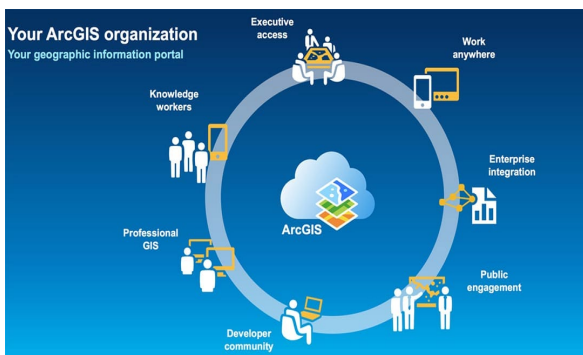 Your ArcGIS organization
Your geographic information portal
Executive
access
Work
anywhere
Knowledge
workers
Enterprise
integration
ArcGIS
Professional
GIS
Public
engagement
Developer
community